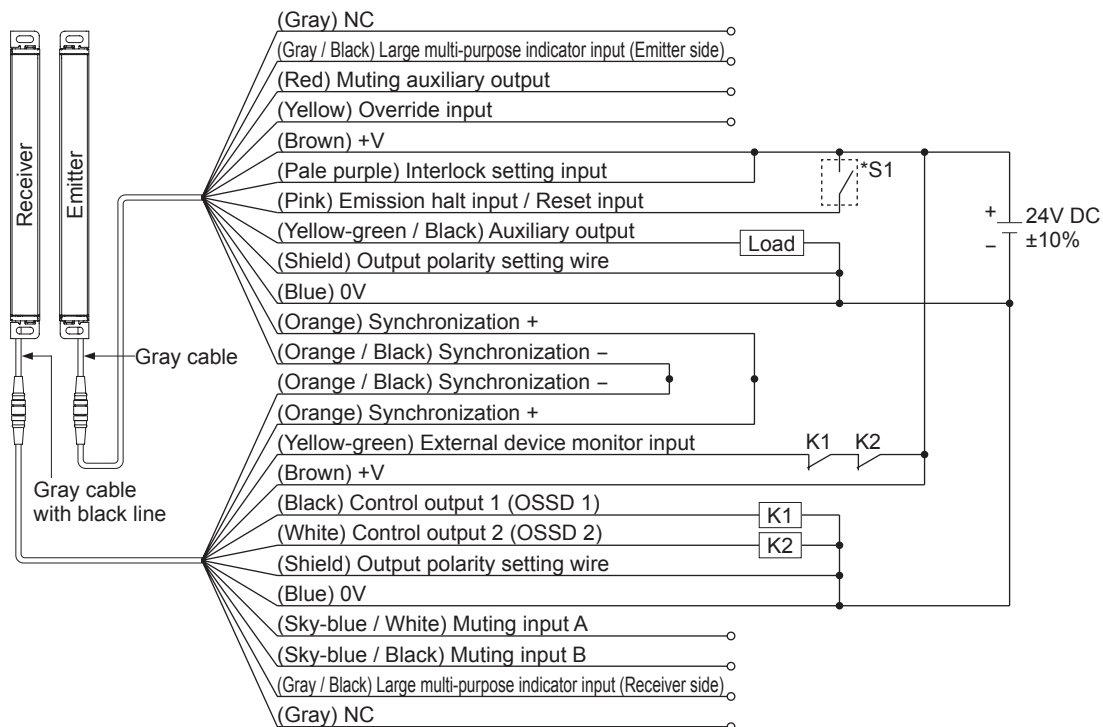 (Gray) NC
(Gray / Black) Large multi-purpose indicator input (Emitter side)
(Red) Muting auxiliary output
(Yellow) Override input
(Brown) +V
(Pale purple) Interlock setting input
*S1
(Pink) Emission halt input / Reset input
(Yellow-green / Black) Auxiliary output
Load
(Shield) Output polarity setting wire
(Blue) 0V
+
24V DC
−
±10%
Receiver
Emitter
(Orange) Synchronization +
(Orange / Black) Synchronization −
(Orange / Black) Synchronization −
(Orange) Synchronization +
Gray cable
Gray cable
with black line
(Yellow-green) External device monitor input
K1
K2
(Brown) +V
(Black) Control output 1 (OSSD 1)
K1
(White) Control output 2 (OSSD 2)
K2
(Shield) Output polarity setting wire
(Blue) 0V
(Sky-blue / White) Muting input A
(Sky-blue / Black) Muting input B
(Gray / Black) Large multi-purpose indicator input (Receiver side)
(Gray) NC